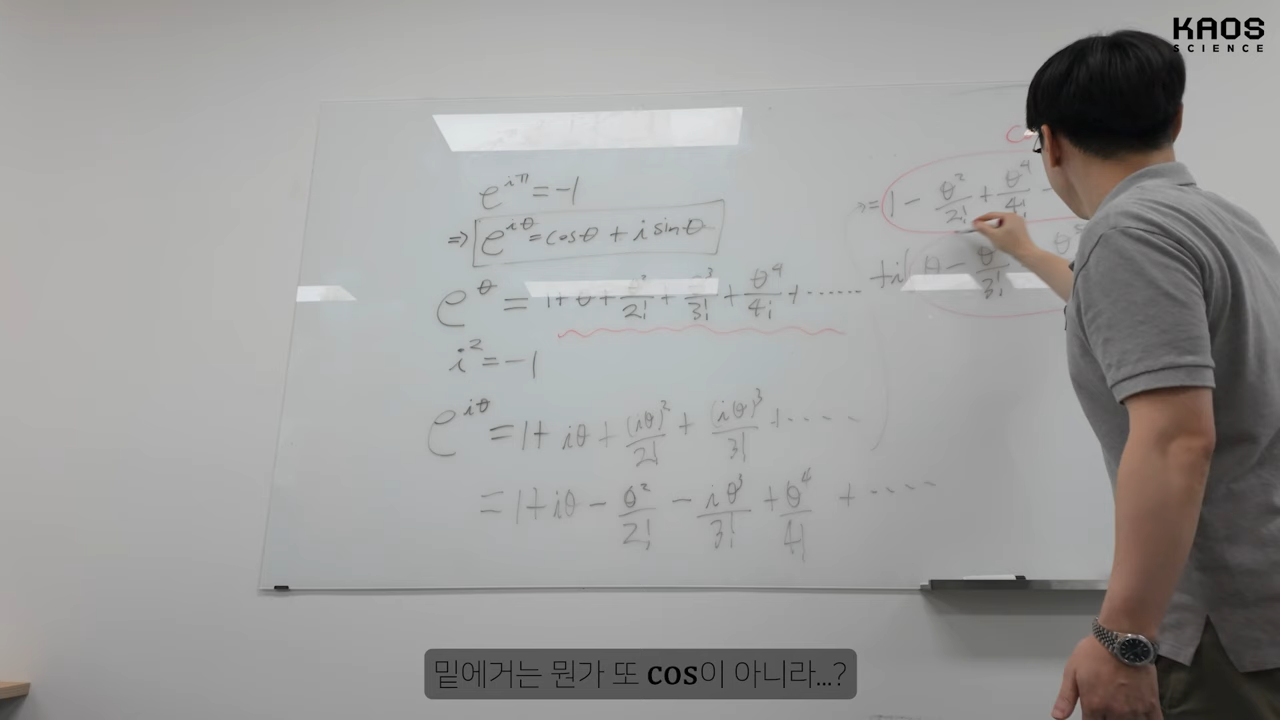 KAOS
SCIENCE
e^{iπ} = -1
⇒ e^{iθ} = cosθ + i sinθ
e^θ = 1 + θ + θ²/2! + θ³/3! + θ⁴/4! + ······
i² = -1
e^{iθ} = 1 + iθ + (iθ)²/2! + (iθ)³/3! + ·····
= 1 + iθ - θ²/2! - iθ³/3! + θ⁴/4! + ·····
⇒ = 1 - θ²/2! + θ⁴/4! -
+i( θ - θ/3!
밑에거는 뭔가 또 cos이 아니라...?